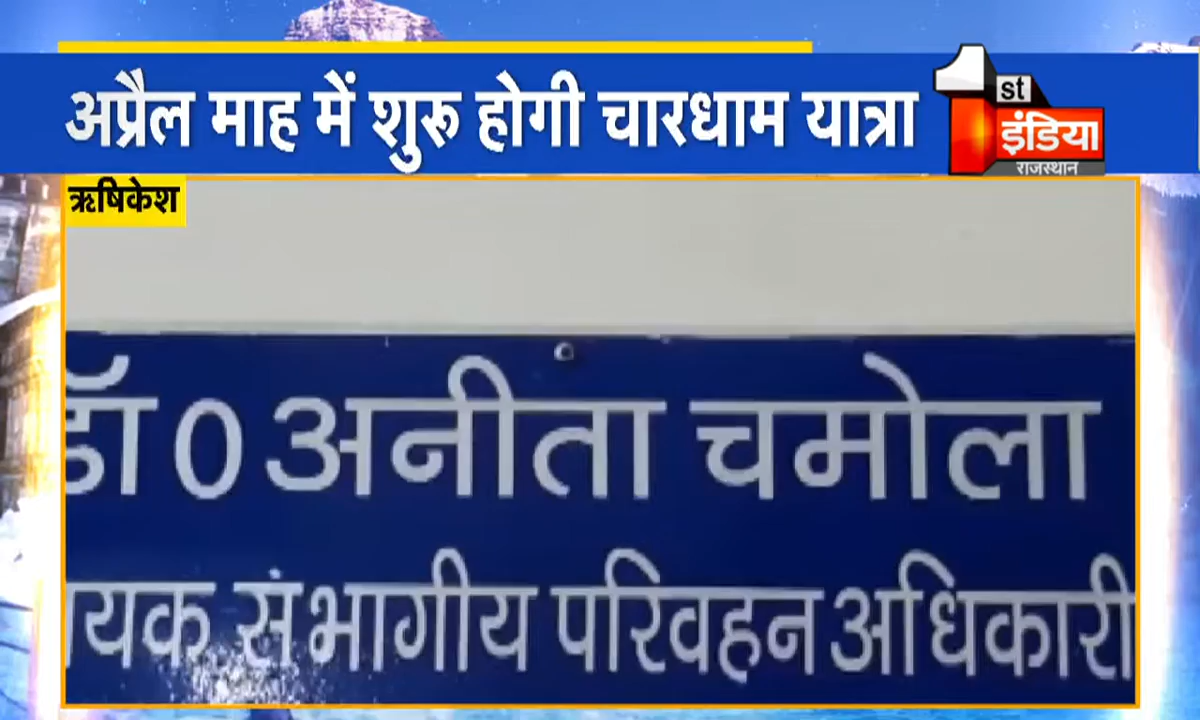 अप्रैल माह में शुरू होगी चारधाम यात्रा
1st
इंडिया
राजस्थान
ऋषिकेश
डॉ0 अनीता चमोला
यक संभागीय परिवहन अधिकारी